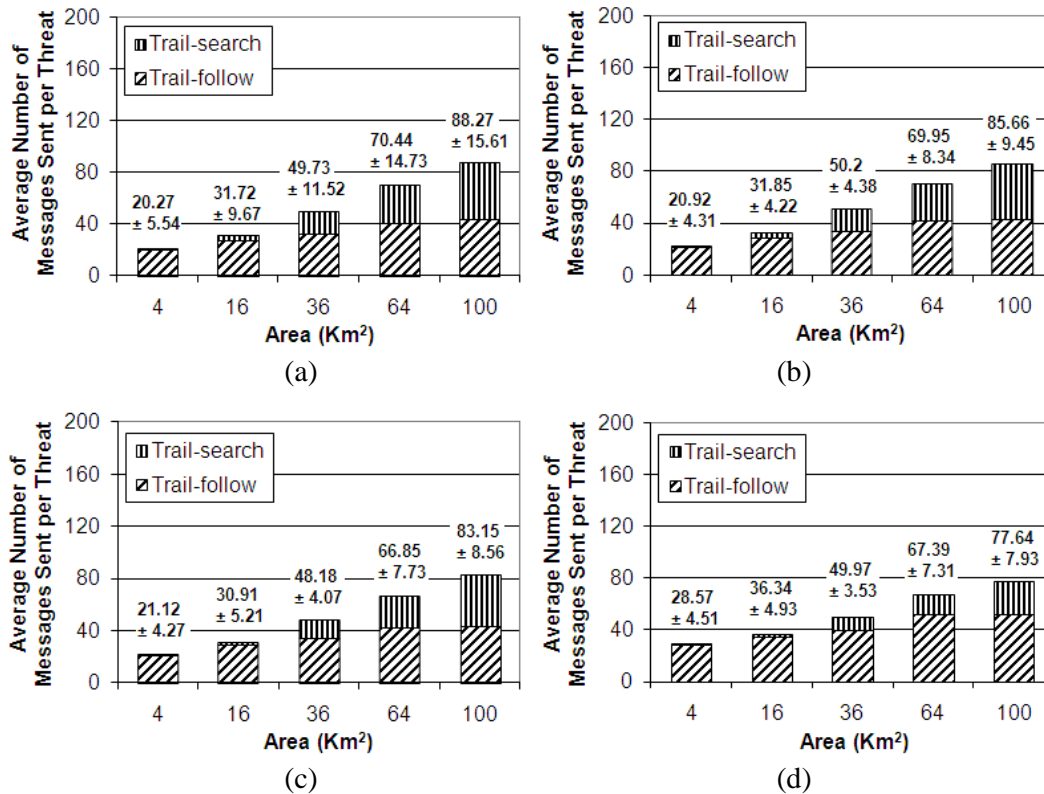 200
160
120
80
40
0
Average Number of
Messages Sent per Threat
Trail-search
Trail-follow
20.27
± 5.54
31.72
± 9.67
49.73
± 11.52
70.44
± 14.73
88.27
± 15.61
4 16 36 64 100
Area (Km²)
(a)
200
160
120
80
40
0
Average Number of
Messages Sent per Threat
Trail-search
Trail-follow
20.92
± 4.31
31.85
± 4.22
50.2
± 4.38
69.95
± 8.34
85.66
± 9.45
4 16 36 64 100
Area (Km²)
(b)
200
160
120
80
40
0
Average Number of
Messages Sent per Threat
Trail-search
Trail-follow
21.12
± 4.27
30.91
± 5.21
48.18
± 4.07
66.85
± 7.73
83.15
± 8.56
4 16 36 64 100
Area (Km²)
(c)
200
160
120
80
40
0
Average Number of
Messages Sent per Threat
Trail-search
Trail-follow
28.57
± 4.51
36.34
± 4.93
49.97
± 3.53
67.39
± 7.31
77.64
± 7.93
4 16 36 64 100
Area (Km²)
(d)